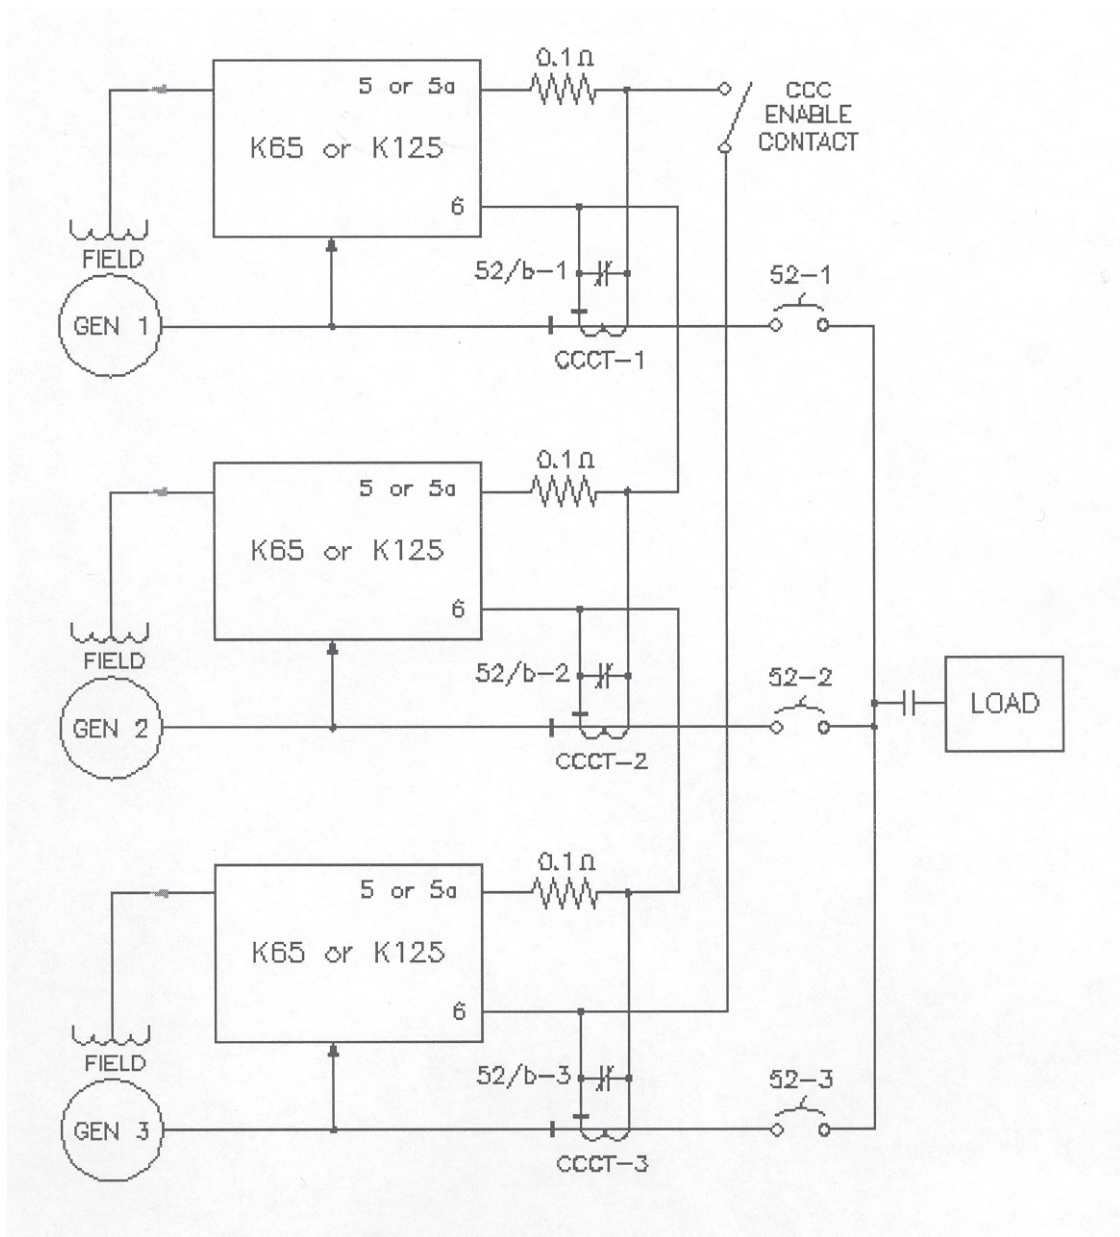 0.1Ω
5 or 5a
CCC
ENABLE
CONTACT
K65 or K125
6
FIELD
52/b-1
52-1
GEN 1
CCCT-1
0.1Ω
5 or 5a
K65 or K125
6
FIELD
52/b-2
52-2
GEN 2
LOAD
CCCT-2
0.1Ω
5 or 5a
K65 or K125
6
FIELD
52/b-3
52-3
GEN 3
CCCT-3